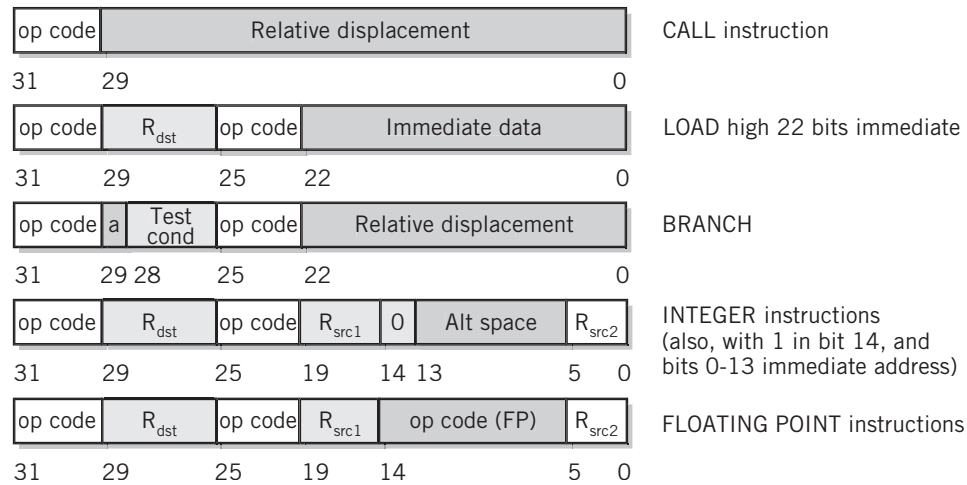 op code Relative displacement CALL instruction
31 29 0
op code Rdst op code Immediate data LOAD high 22 bits immediate
31 29 25 22 0
op code a Test cond op code Relative displacement BRANCH
31 29 28 25 22 0
op code Rdst op code Rsrc1 0 Alt space Rsrc2 INTEGER instructions
(also, with 1 in bit 14, and
bits 0-13 immediate address)
31 29 25 19 14 13 5 0
op code Rdst op code Rsrc1 op code (FP) Rsrc2 FLOATING POINT instructions
31 29 25 19 14 5 0